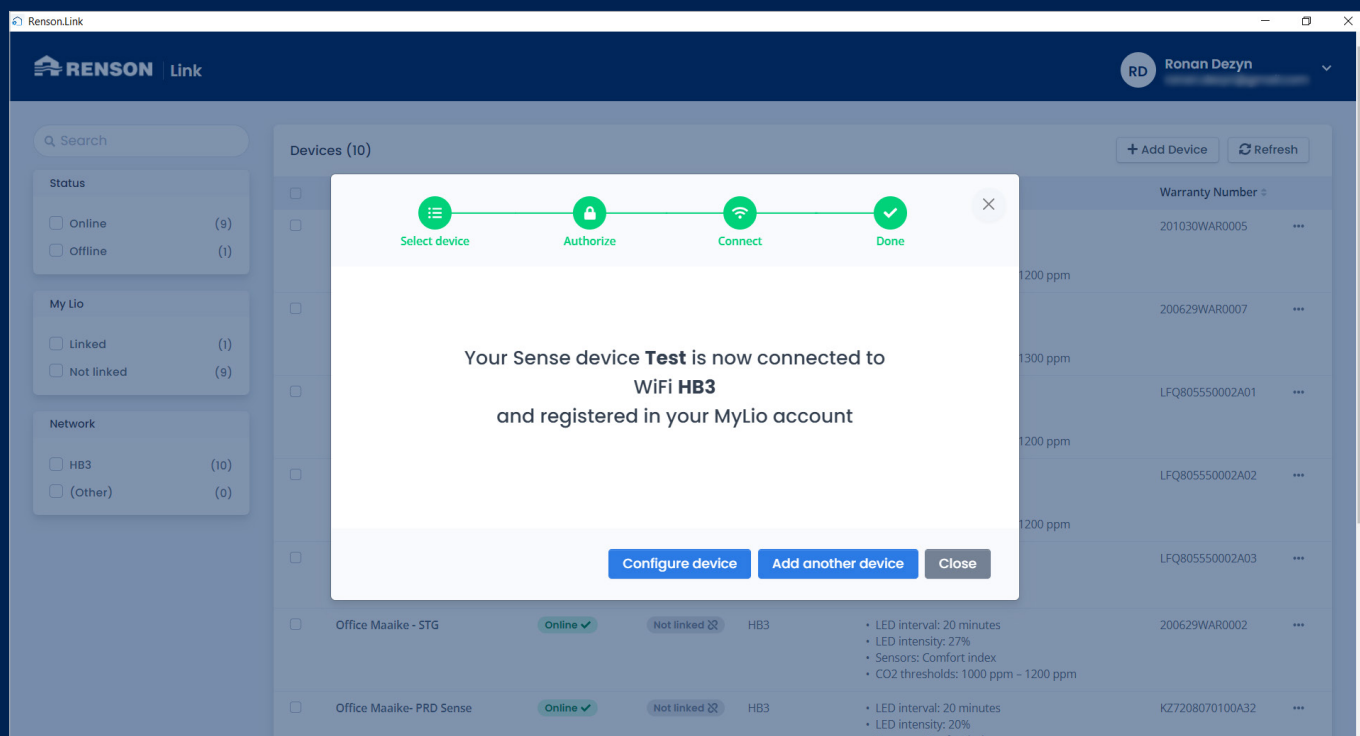 Renson.Link
RENSON Link
RD
Ronan Dezyn
Search
Status
Online (9)
Offline (1)
My Lio
Linked (1)
Not linked (9)
Network
HB3 (10)
(Other) (0)
Devices (10)
+ Add Device
Refresh
Warranty Number
201030WAR0005
1200 ppm
200629WAR0007
1300 ppm
LFQ805550002A01
1200 ppm
LFQ805550002A02
1200 ppm
LFQ805550002A03
Select device
Authorize
Connect
Done
Your Sense device Test is now connected to
WiFi HB3
and registered in your MyLio account
Configure device
Add another device
Close
Office Maaike - STG Online Not linked HB3 • LED interval: 20 minutes 200629WAR0002
• LED intensity: 27%
• Sensors: Comfort index
• CO2 thresholds: 1000 ppm – 1200 ppm
Office Maaike- PRD Sense Online Not linked HB3 • LED interval: 20 minutes KZ7208070100A32
• LED intensity: 20%